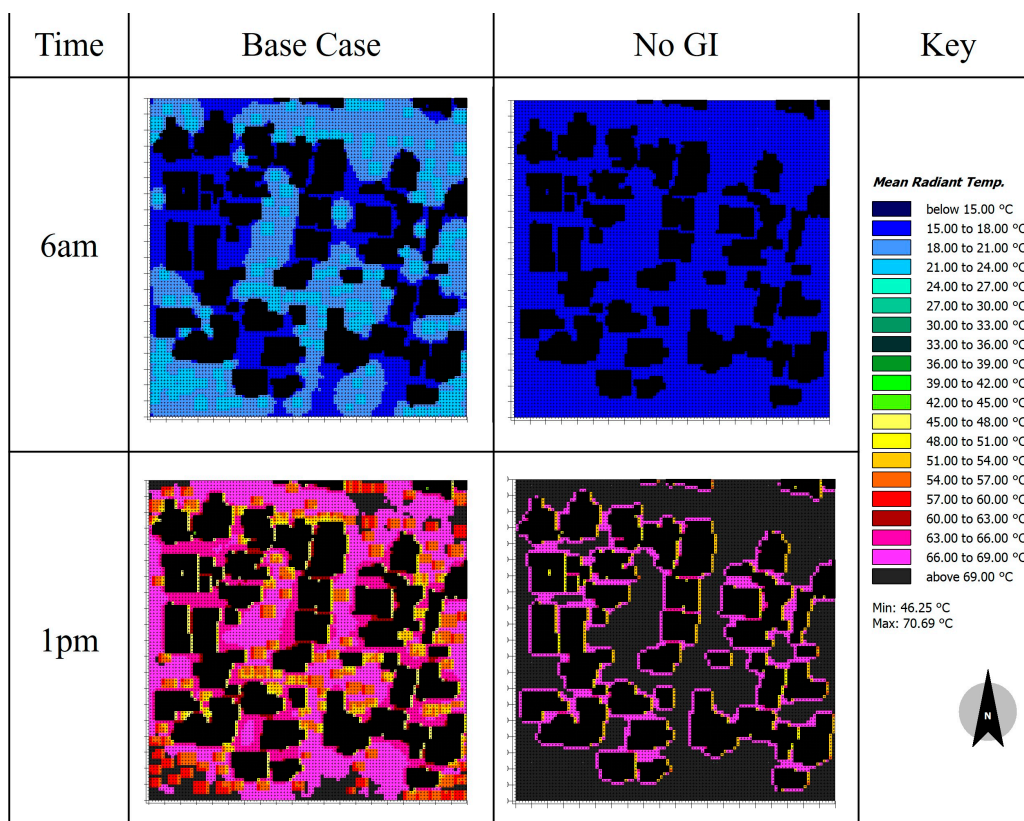 Time
Base Case
No GI
Key
6am
1pm
Mean Radiant Temp.
below 15.00 °C
15.00 to 18.00 °C
18.00 to 21.00 °C
21.00 to 24.00 °C
24.00 to 27.00 °C
27.00 to 30.00 °C
30.00 to 33.00 °C
33.00 to 36.00 °C
36.00 to 39.00 °C
39.00 to 42.00 °C
42.00 to 45.00 °C
45.00 to 48.00 °C
48.00 to 51.00 °C
51.00 to 54.00 °C
54.00 to 57.00 °C
57.00 to 60.00 °C
60.00 to 63.00 °C
63.00 to 66.00 °C
66.00 to 69.00 °C
above 69.00 °C
Min: 46.25 °C
Max: 70.69 °C
N